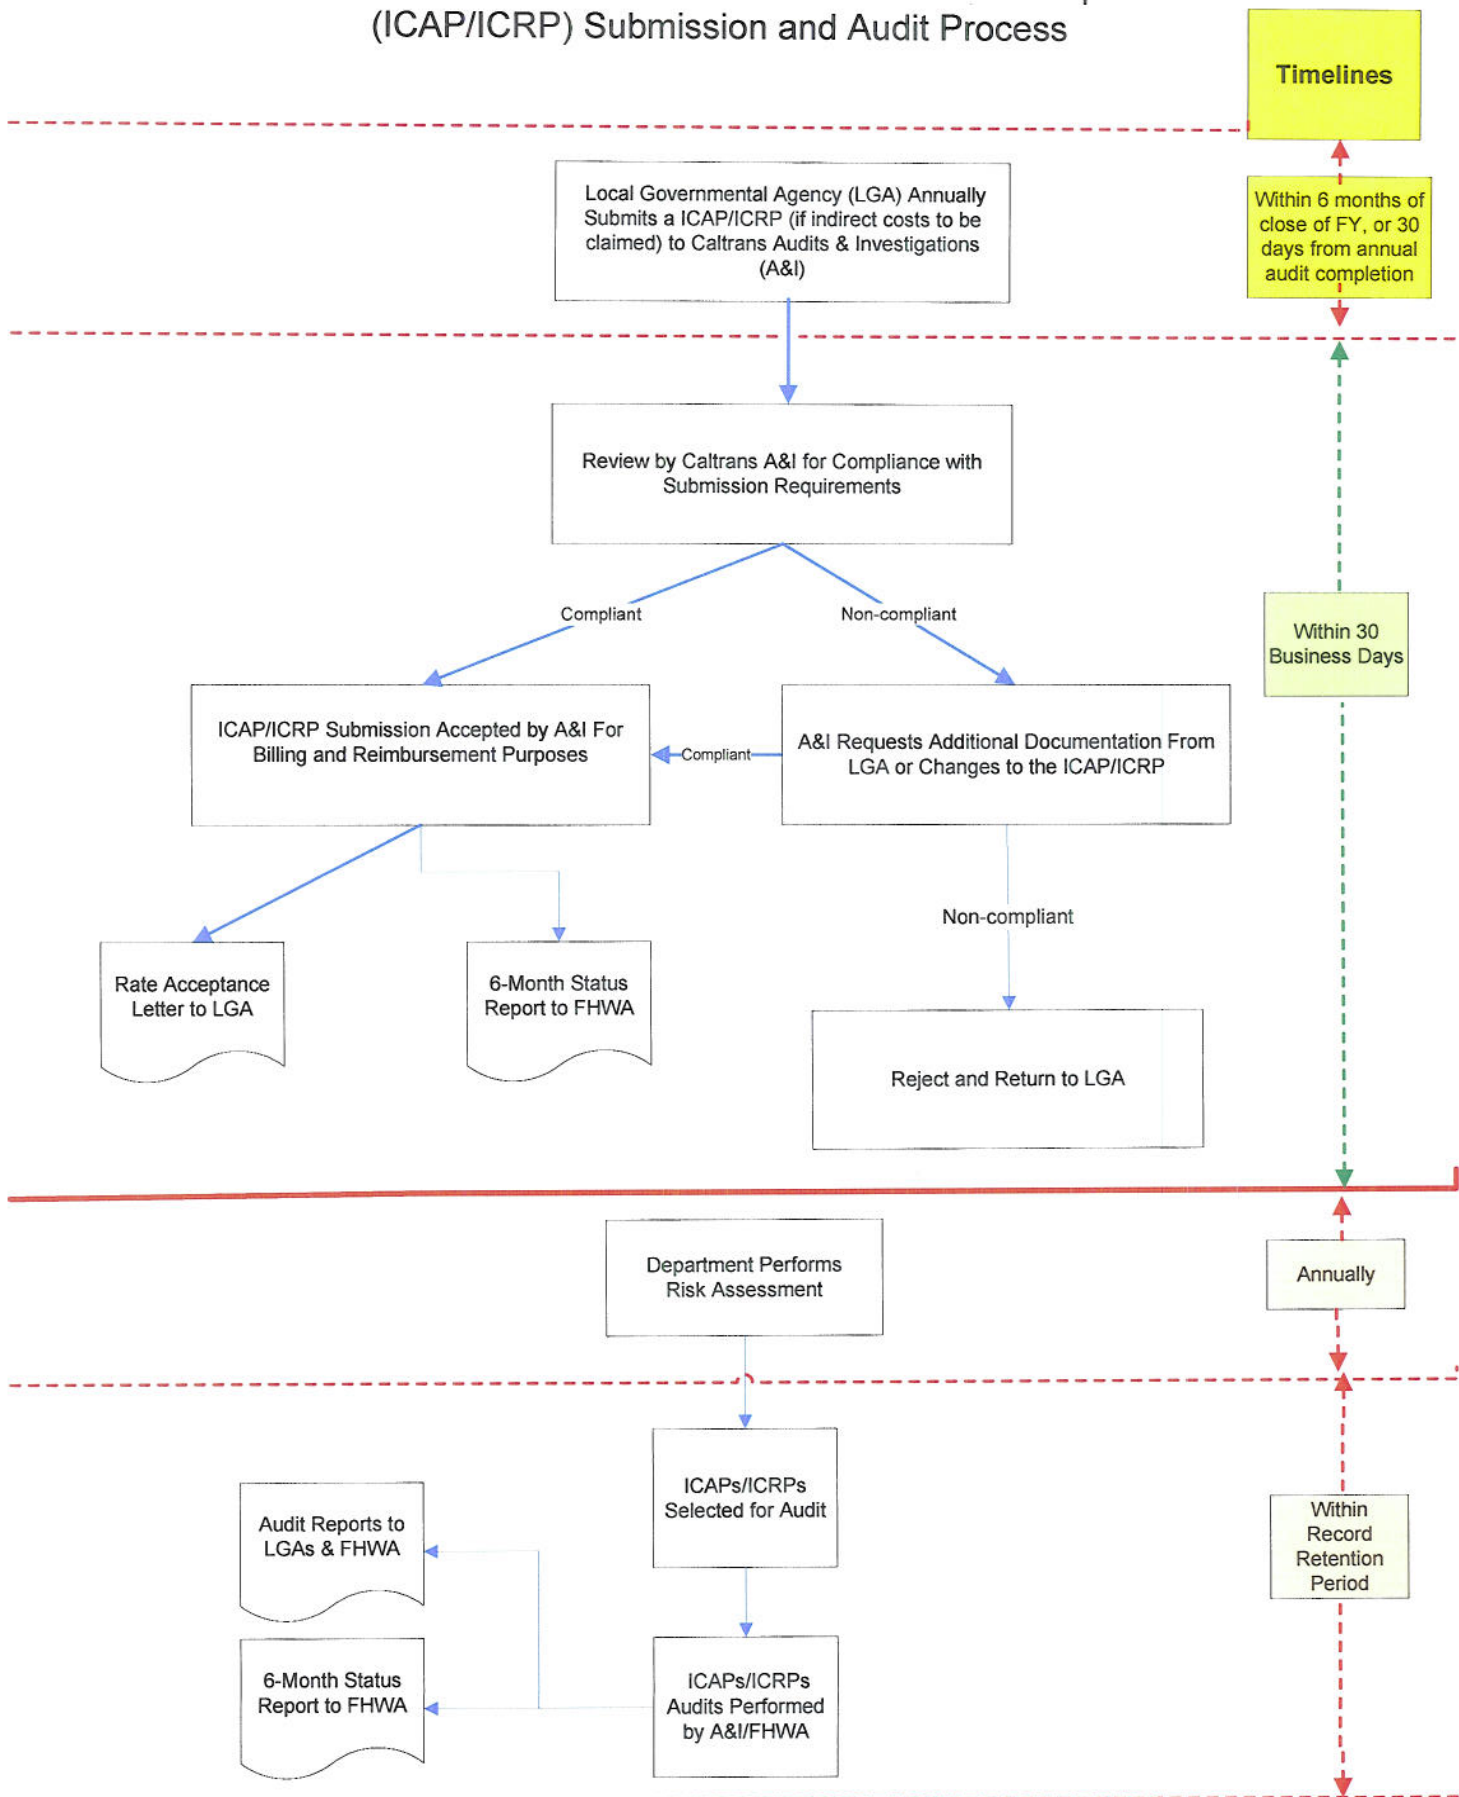 (ICAP/ICRP) Submission and Audit Process
Timelines
Local Governmental Agency (LGA) Annually
Submits a ICAP/ICRP (if indirect costs to be
claimed) to Caltrans Audits & Investigations
(A&I)
Within 6 months of
close of FY, or 30
days from annual
audit completion
Review by Caltrans A&I for Compliance with
Submission Requirements
Compliant
Non-compliant
Within 30
Business Days
ICAP/ICRP Submission Accepted by A&I For
Billing and Reimbursement Purposes
Compliant
A&I Requests Additional Documentation From
LGA or Changes to the ICAP/ICRP
Non-compliant
Rate Acceptance
Letter to LGA
6-Month Status
Report to FHWA
Reject and Return to LGA
Department Performs
Risk Assessment
Annually
ICAPs/ICRPs
Selected for Audit
Audit Reports to
LGAs & FHWA
Within
Record
Retention
Period
6-Month Status
Report to FHWA
ICAPs/ICRPs
Audits Performed
by A&I/FHWA